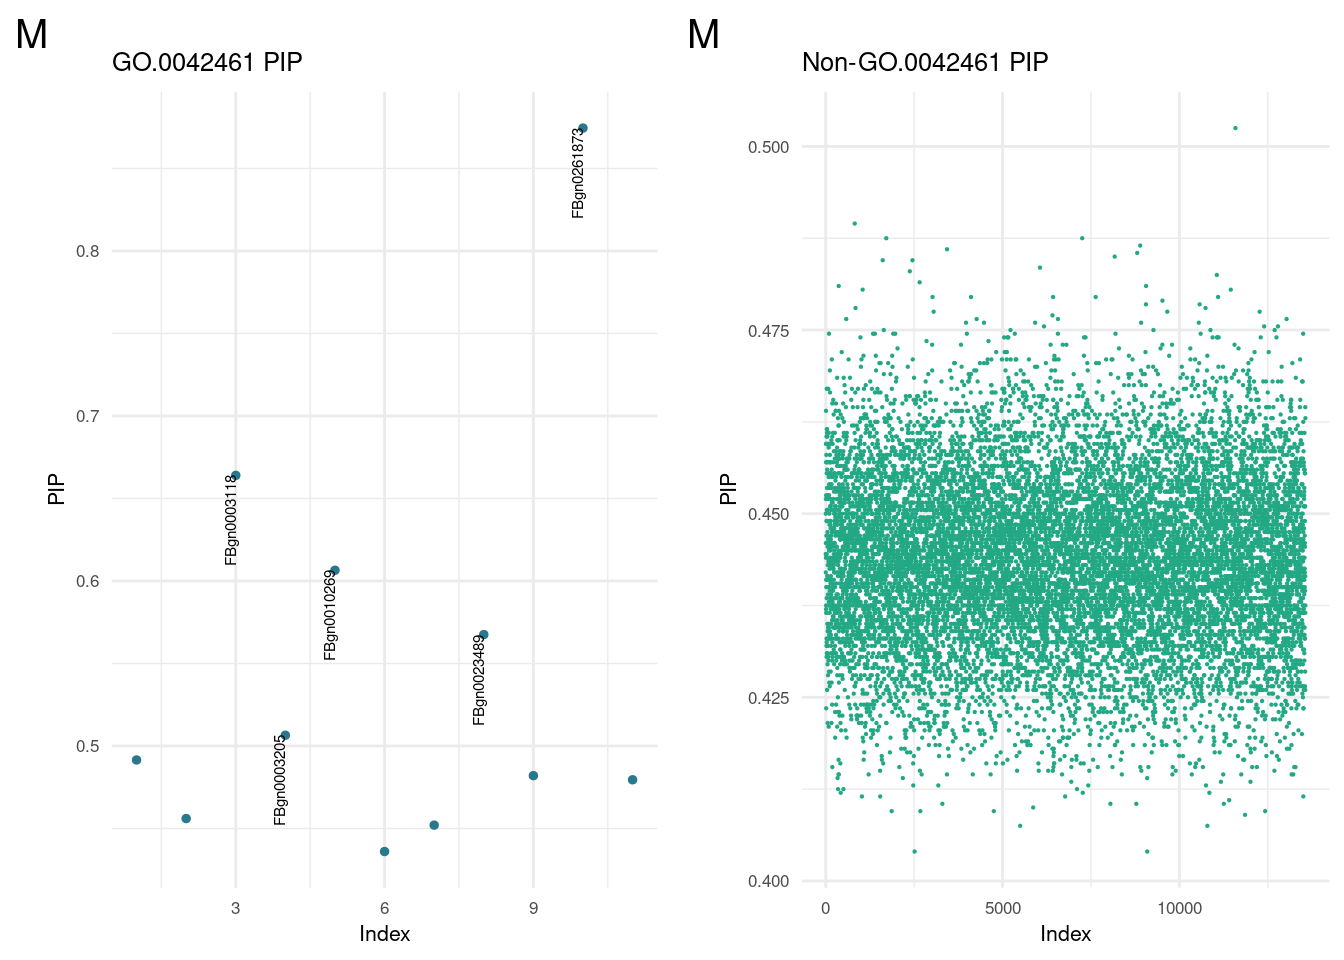 M
GO.0042461 PIP
PIP
0.8
0.7
0.6
0.5
FBgn0261873
FBgn0003118
FBgn0010269
FBgn0023489
FBgn0003205
3
6
9
Index
M
Non-GO.0042461 PIP
PIP
0.500
0.475
0.450
0.425
0.400
0
5000
10000
Index